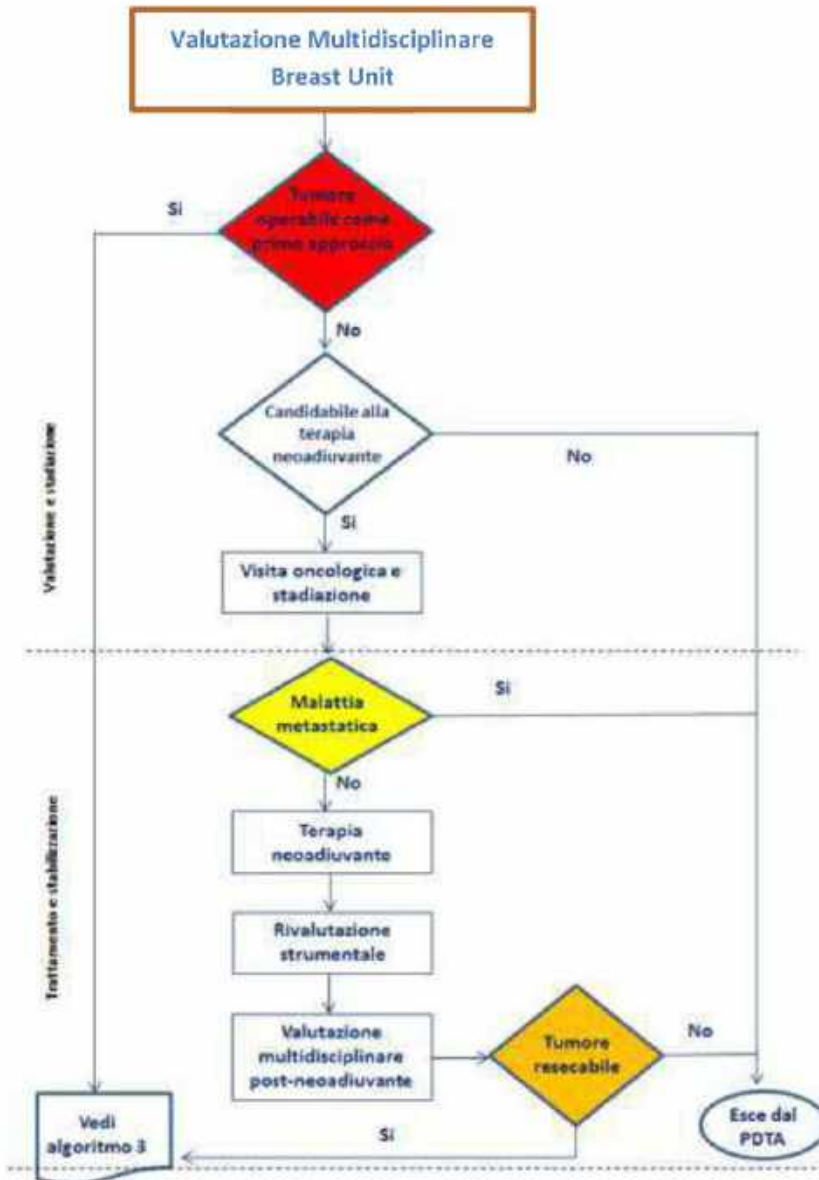 Valutazione Multidisciplinare
Breast Unit
Si
Tumore
operabile come
primo approccio
No
Candidabile alla
terapia
neoadiuvante
No
Si
Valutazione e stadiazione
Visita oncologica e
stadiazione
Malattia
metastatica
Si
No
Terapia
neoadiuvante
Trattamento e stabilizzazione
Rivalutazione
strumentale
Valutazione
multidisciplinare
post-neoadiuvante
Tumore
resecabile
No
Vedi
algoritmo 3
Si
Esce dal
PDTA